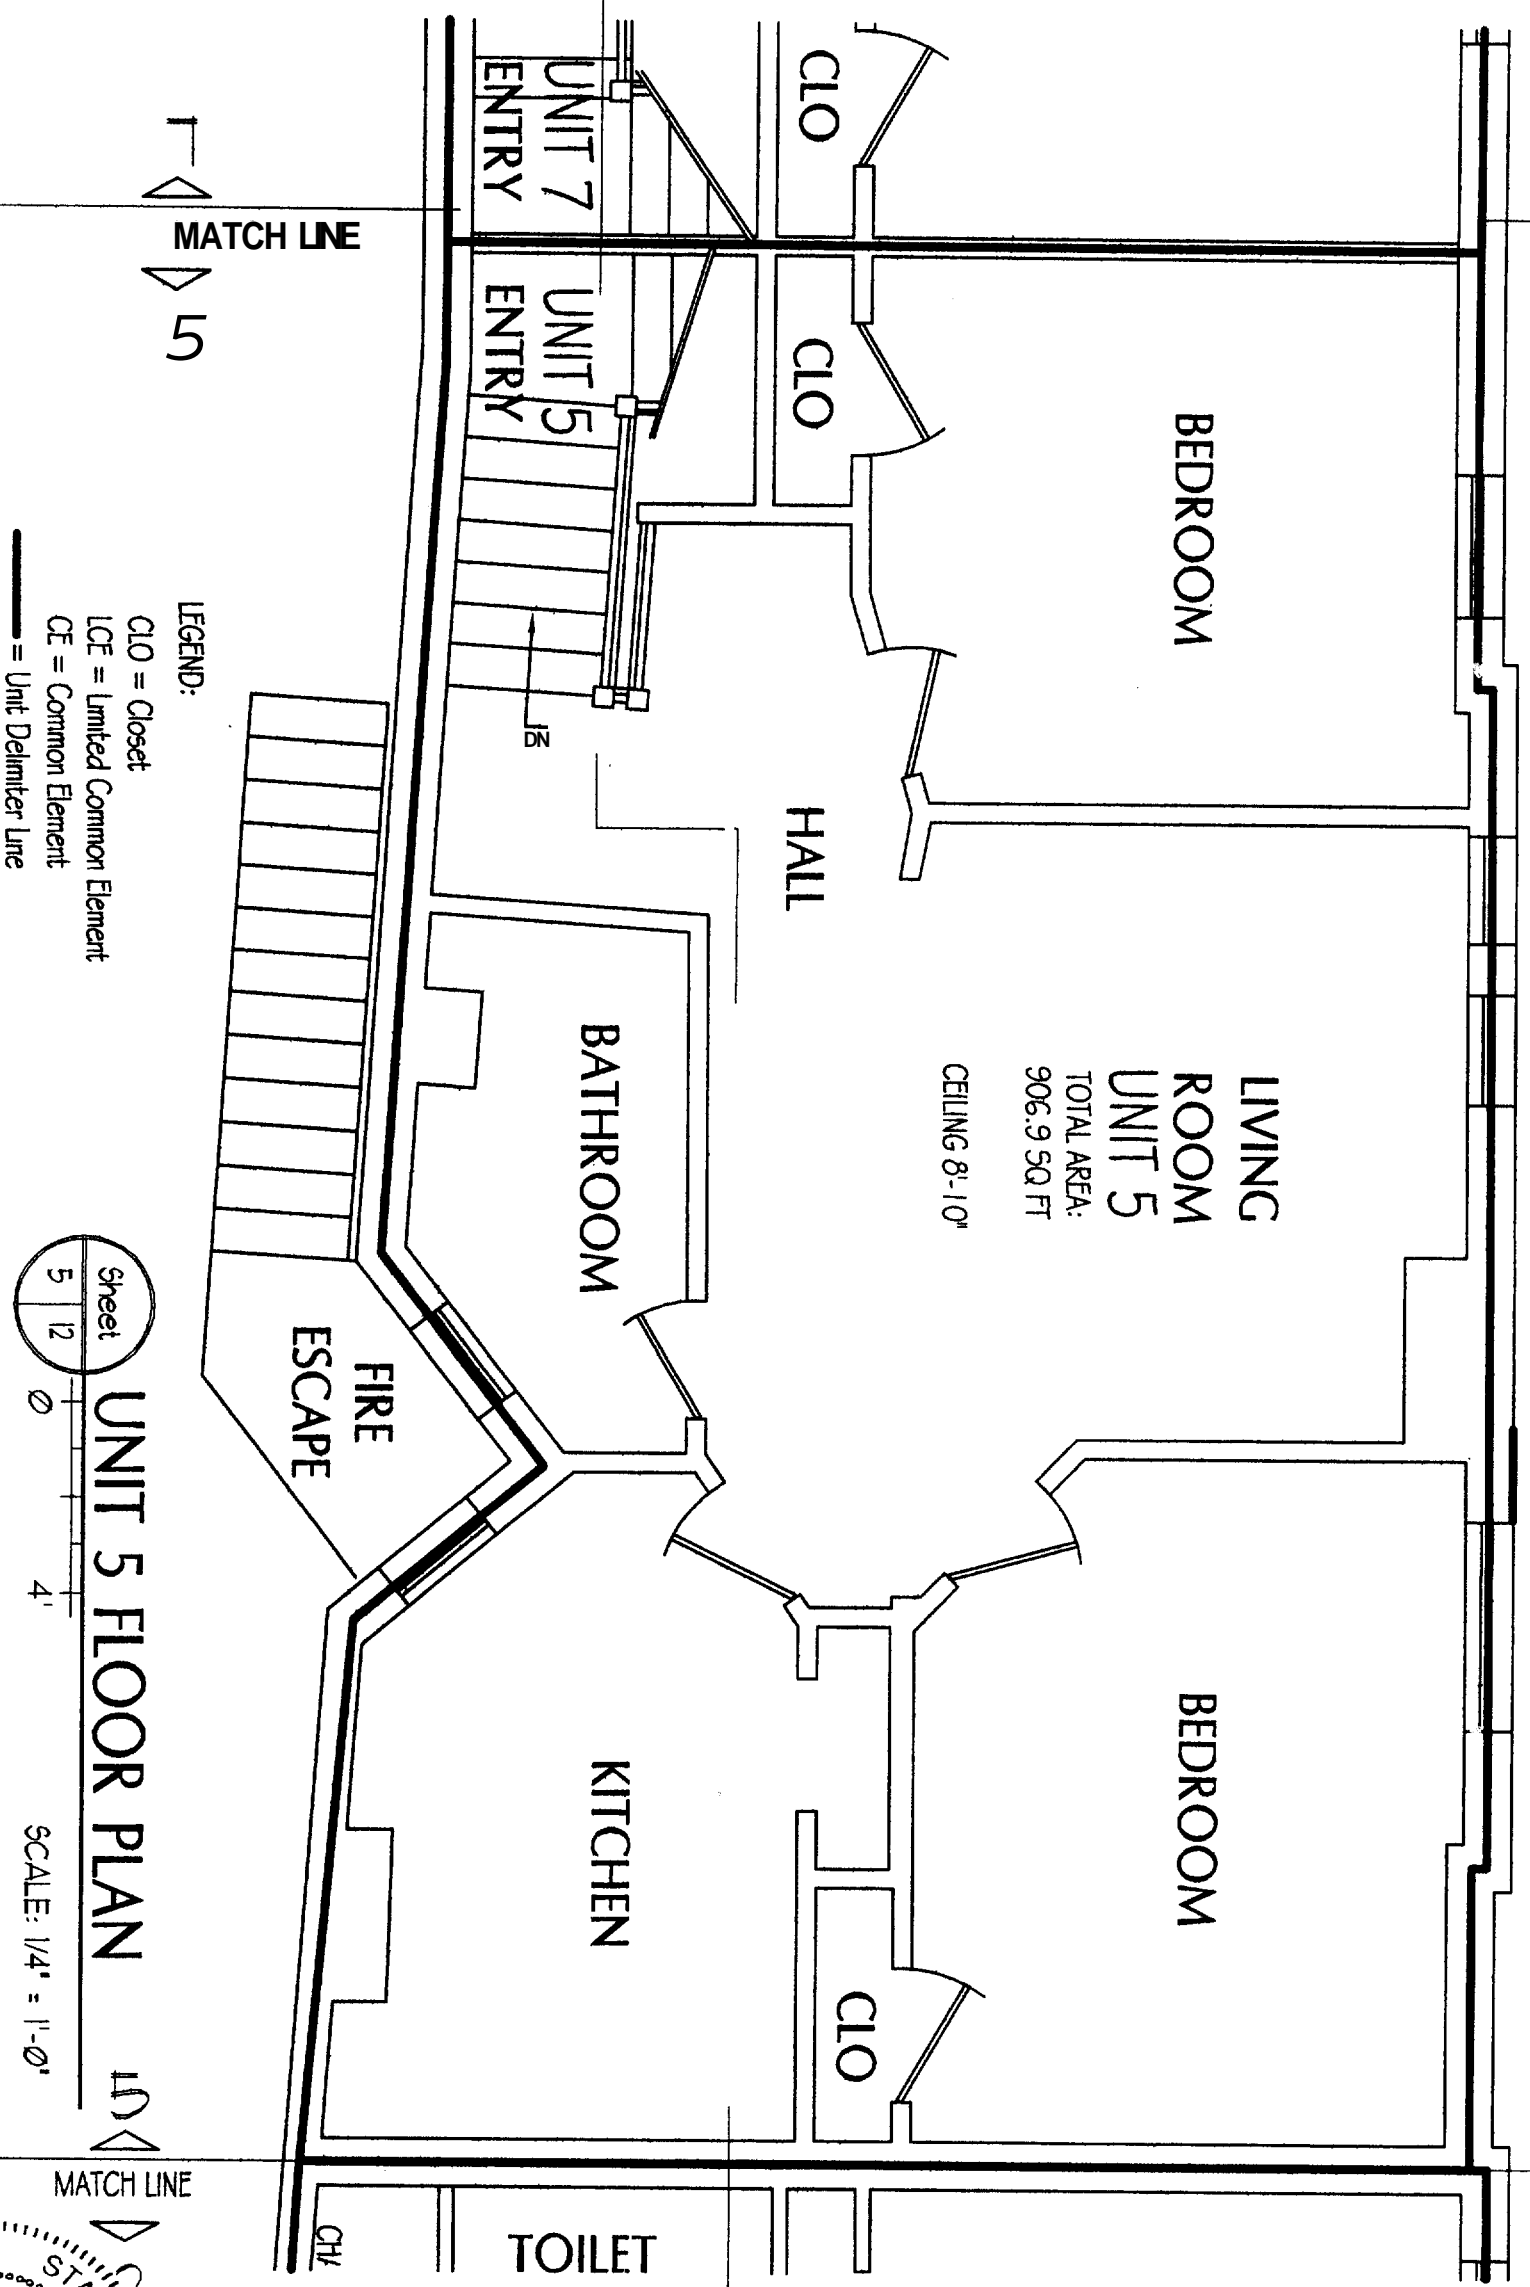 CLO
UNIT 7
ENTRY
MATCH LINE
5
UNIT 5
ENTRY
CLO
BEDROOM
DN
HALL
LIVING
ROOM
UNIT 5
TOTAL AREA:
906.9 SQ FT
CEILING 8'-10"
BATHROOM
FIRE
ESCAPE
KITCHEN
BEDROOM
CLO
LEGEND:
CLO = Closet
LCE = Limited Common Element
CE = Common Element
= Unit Delimiter Line
Sheet
5 12
UNIT 5 FLOOR PLAN
0 4'
SCALE: 1/4" = 1'-0"
5
MATCH LINE
TOILET